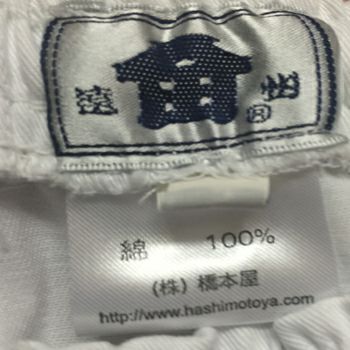 綿 100%
(株) 橋本屋
http://www.hashimotoya.com/